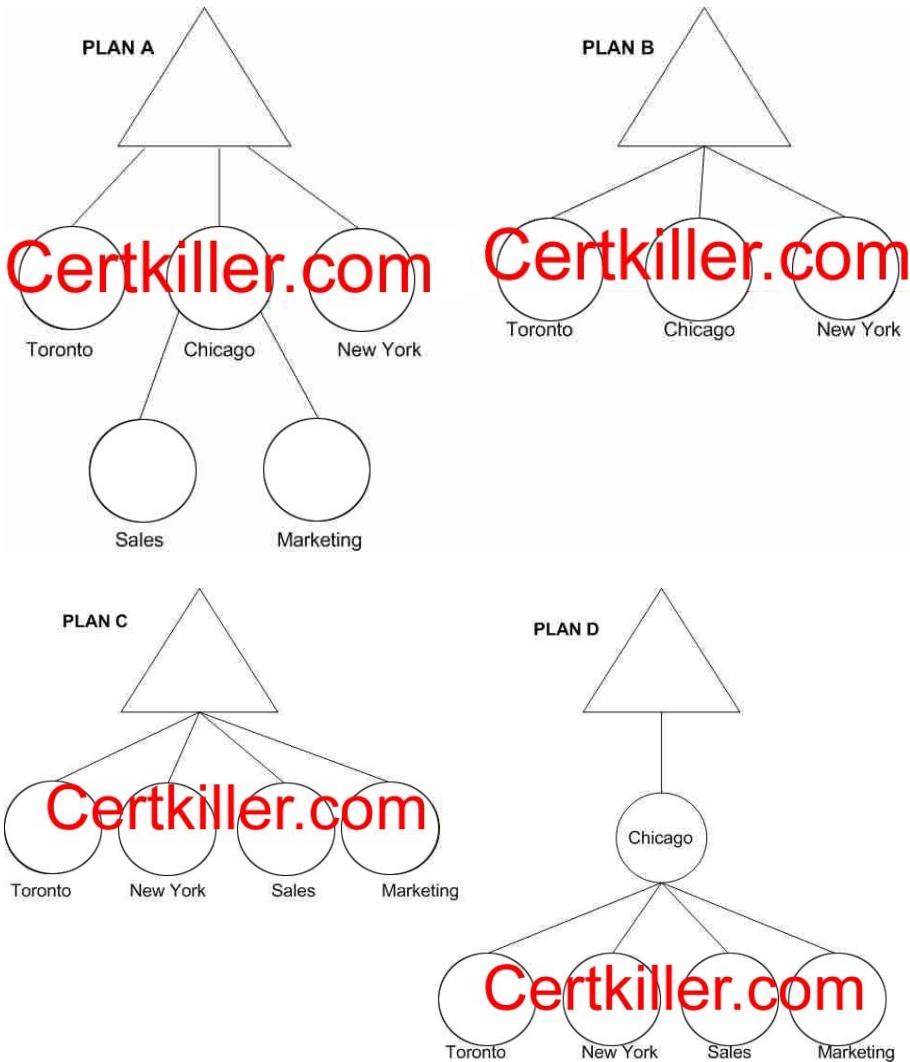 PLAN A
PLAN B
Certkiller.com
Certkiller.com
Toronto Chicago New York
Toronto Chicago New York
Sales Marketing
PLAN C
PLAN D
Certkiller.com
Chicago
Toronto New York Sales Marketing
Certkiller.com
Toronto New York Sales Marketing